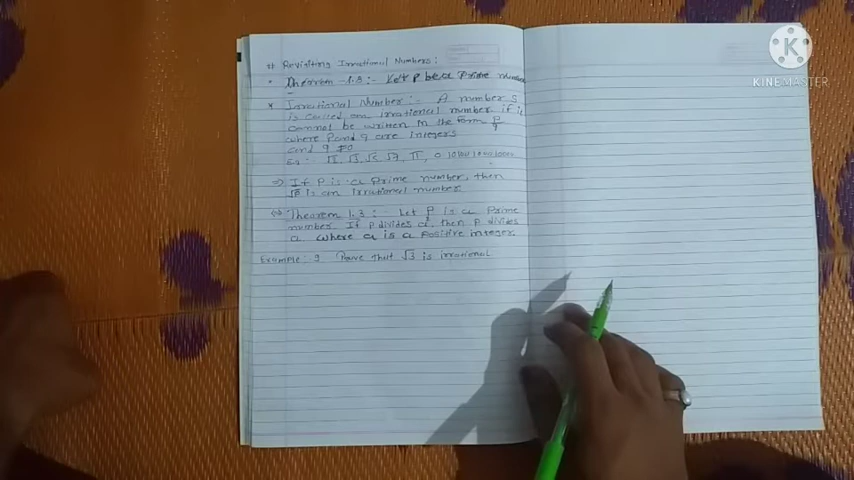 # Revisiting Irrational Numbers:
• Theorem - 1.3 :- Let p be a Prime number
* Irrational Number :- A number s
is called an irrational number if it
cannot be written in the form p/q
where p and q are integers
and q ≠ 0
Eg:- √2, √3, √5 √7, π, 0.10110111011110...
⇒ If P is a Prime number, then
√P is an irrational number
⇒ Theorem 1.3 :- Let p is a Prime
number. If p divides a², then p divides
a where a is a Positive integer.
Example : 9 Prove that √3 is irrational
K
KINEMASTER